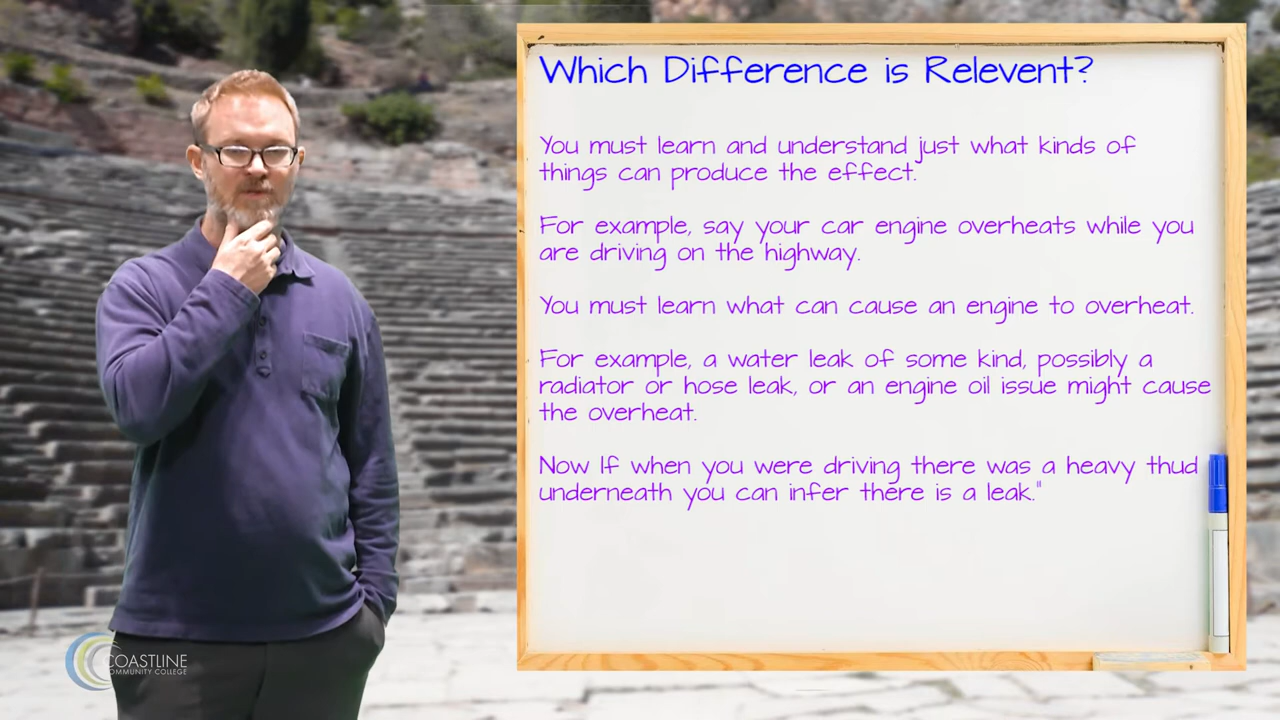 Which Difference is Relevent?
You must learn and understand just what kinds of
things can produce the effect.
For example, say your car engine overheats while you
are driving on the highway.
You must learn what can cause an engine to overheat.
For example, a water leak of some kind, possibly a
radiator or hose leak, or an engine oil issue might cause
the overheat.
Now If when you were driving there was a heavy thud
underneath you can infer there is a leak."
COASTLINE
COMMUNITY COLLEGE